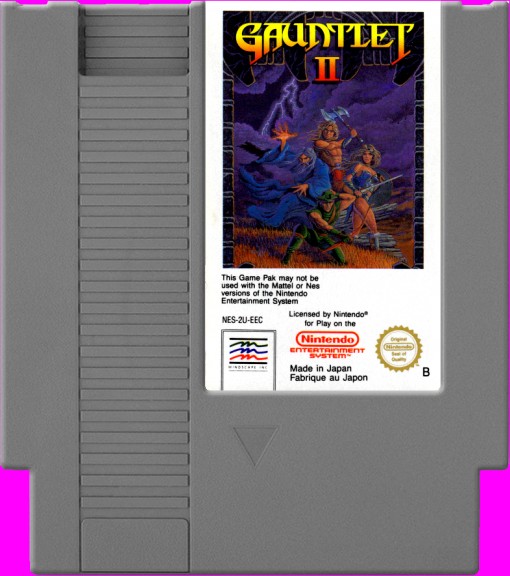 GAUNTLET
II
This Game Pak may not be
used with the Mattel or Nes
versions of the Nintendo
Entertainment System
NES-2U-EEC
Licensed by Nintendo®
for Play on the
Nintendo
ENTERTAINMENT
SYSTEM™
MINDSCAPE INC
Made in Japan
Fabrique au Japon
Original
Nintendo
Seal of
Quality
B